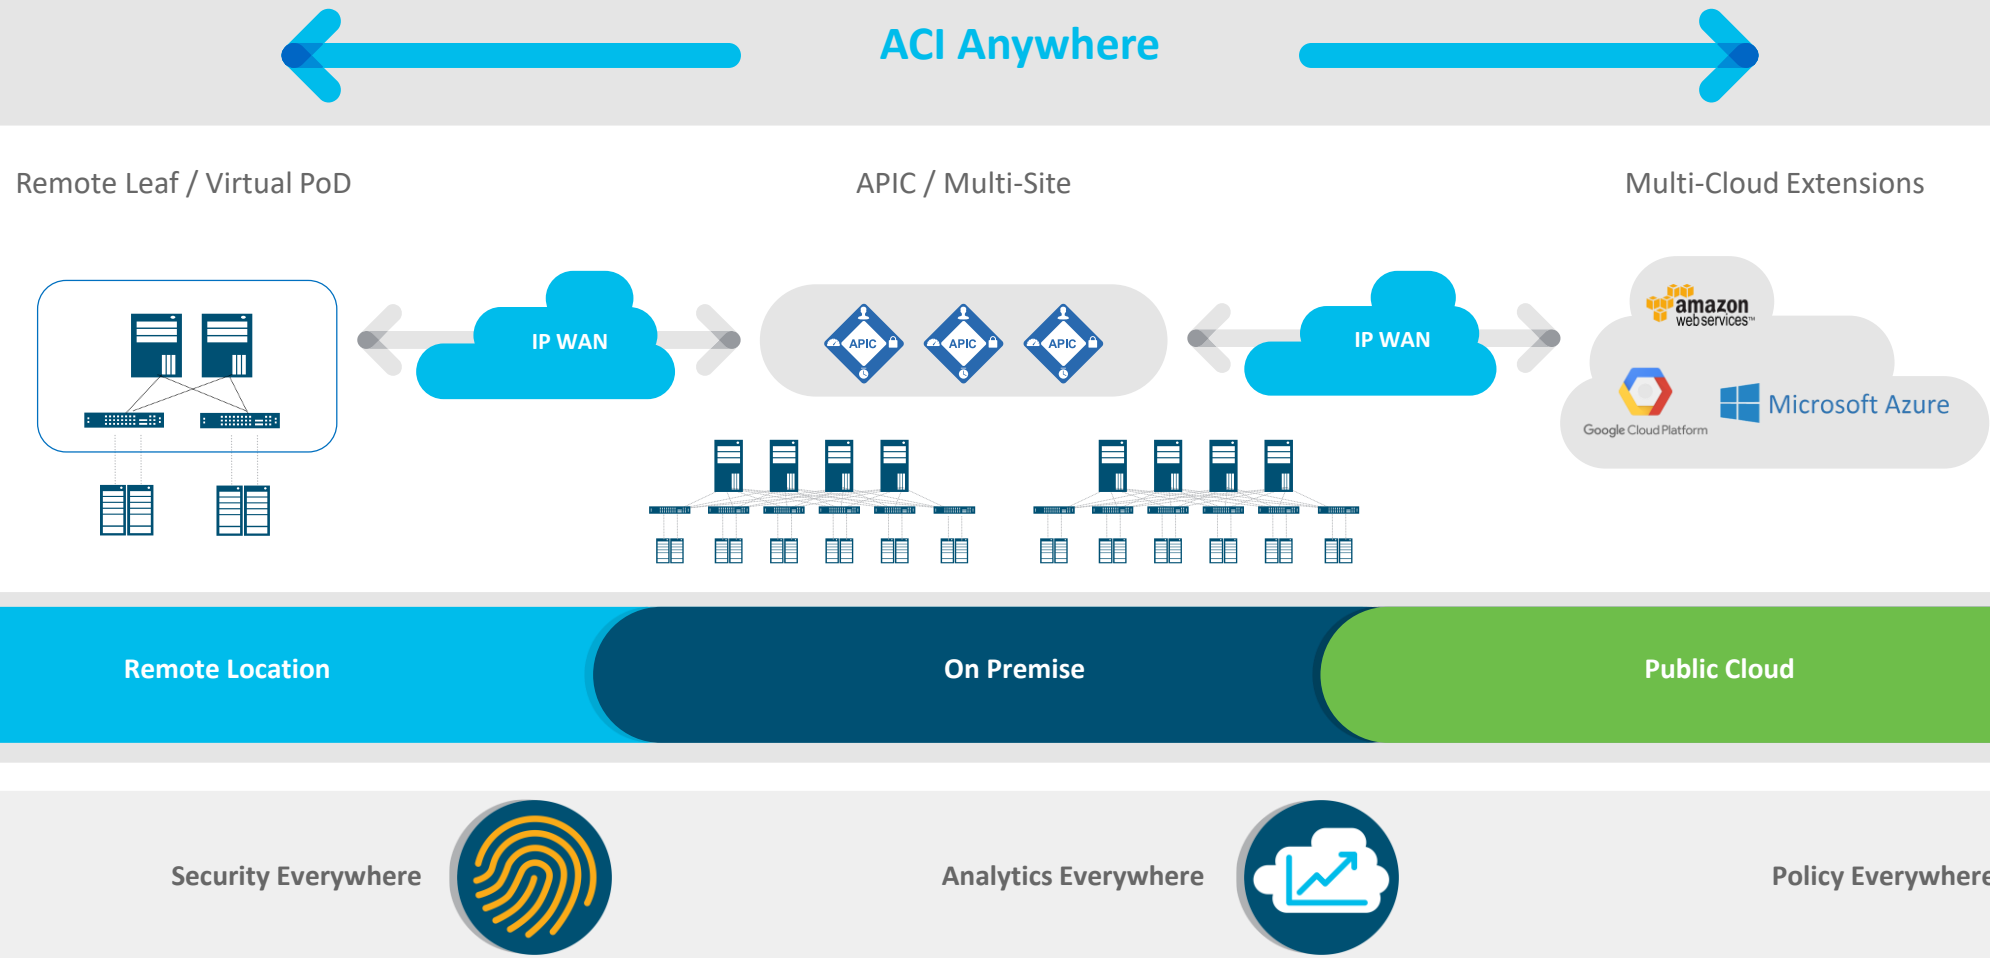 ACI Anywhere
Remote Leaf / Virtual PoD
APIC / Multi-Site
Multi-Cloud Extensions
IP WAN
APIC
APIC
APIC
IP WAN
amazon
web services™
Google Cloud Platform
Microsoft Azure
Remote Location
On Premise
Public Cloud
Security Everywhere
Analytics Everywhere
Policy Everywhere